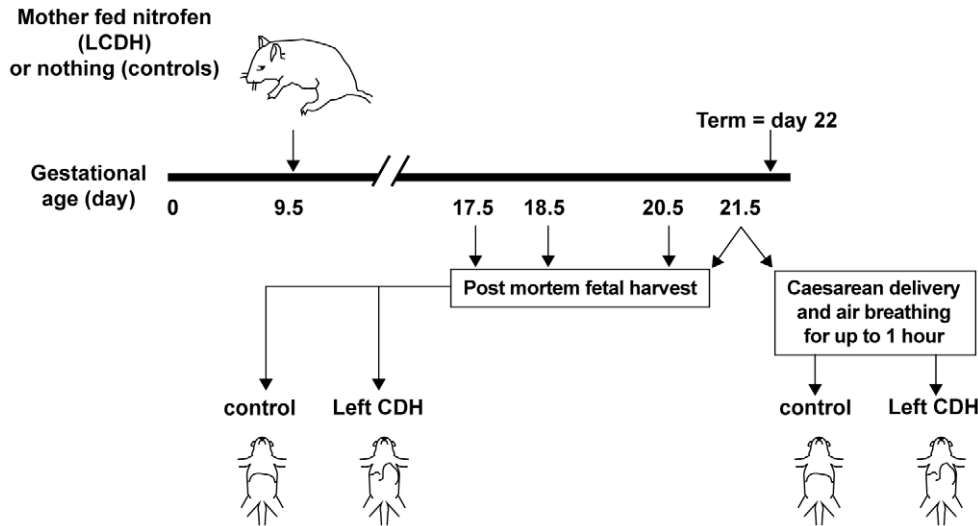 Mother fed nitrofen
(LCDH)
or nothing (controls)
Term = day 22
Gestational
age (day)
0
9.5
17.5
18.5
20.5
21.5
Post mortem fetal harvest
Caesarean delivery
and air breathing
for up to 1 hour
control
Left CDH
control
Left CDH